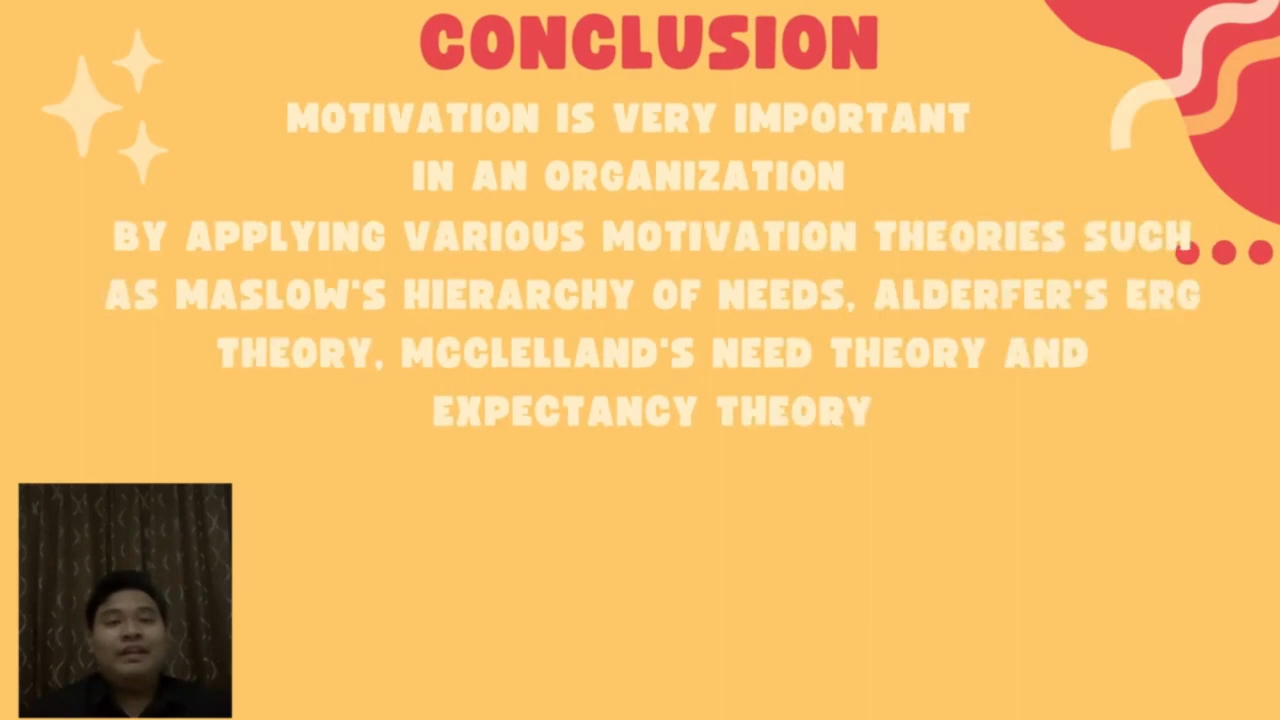 CONCLUSION
MOTIVATION IS VERY IMPORTANT
IN AN ORGANIZATION
BY APPLYING VARIOUS MOTIVATION THEORIES SUCH
AS MASLOW'S HIERARCHY OF NEEDS, ALDERFER'S ERG
THEORY, MCCLELLAND'S NEED THEORY AND
EXPECTANCY THEORY